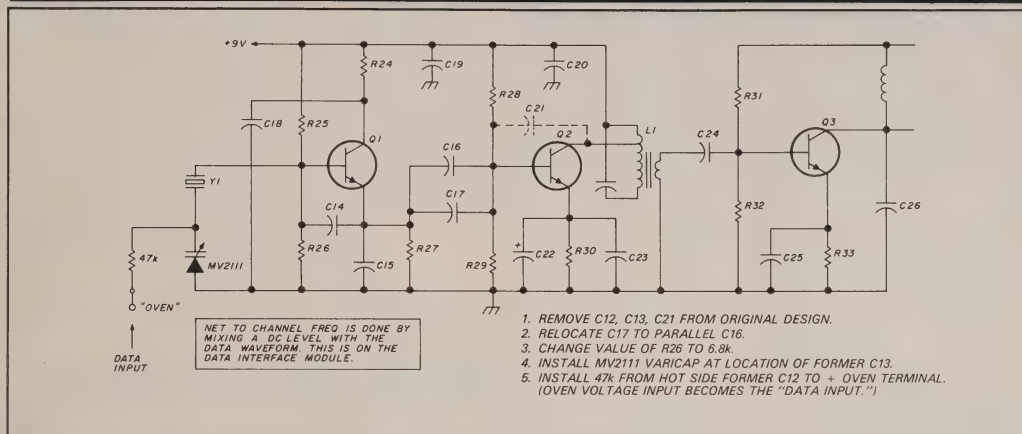 +9V
R24
C19
C20
R28
C21
C18
R25
Q1
Q2
L1
R31
C24
Q3
Y1
C16
C14
C17
C26
47k
R26
R27
R32
MV2111
C15
R29
C22
R30
C23
C25
R33
"OVEN"
DATA
INPUT
NET TO CHANNEL FREQ IS DONE BY
MIXING A DC LEVEL WITH THE
DATA WAVEFORM. THIS IS ON THE
DATA INTERFACE MODULE.
1. REMOVE C12, C13, C21 FROM ORIGINAL DESIGN.
2. RELOCATE C17 TO PARALLEL C16.
3. CHANGE VALUE OF R26 TO 6.8k.
4. INSTALL MV2111 VARICAP AT LOCATION OF FORMER C13.
5. INSTALL 47k FROM HOT SIDE FORMER C12 TO + OVEN TERMINAL.
(OVEN VOLTAGE INPUT BECOMES THE "DATA INPUT.")